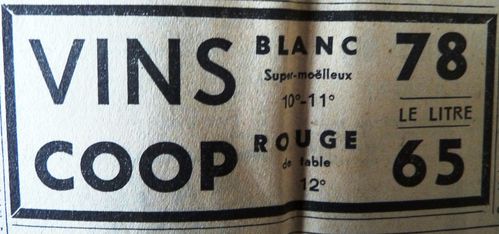 VINS
COOP
BLANC
Super-moëlleux
10°-11°
ROUGE
de table
12°
78
LE LITRE
65